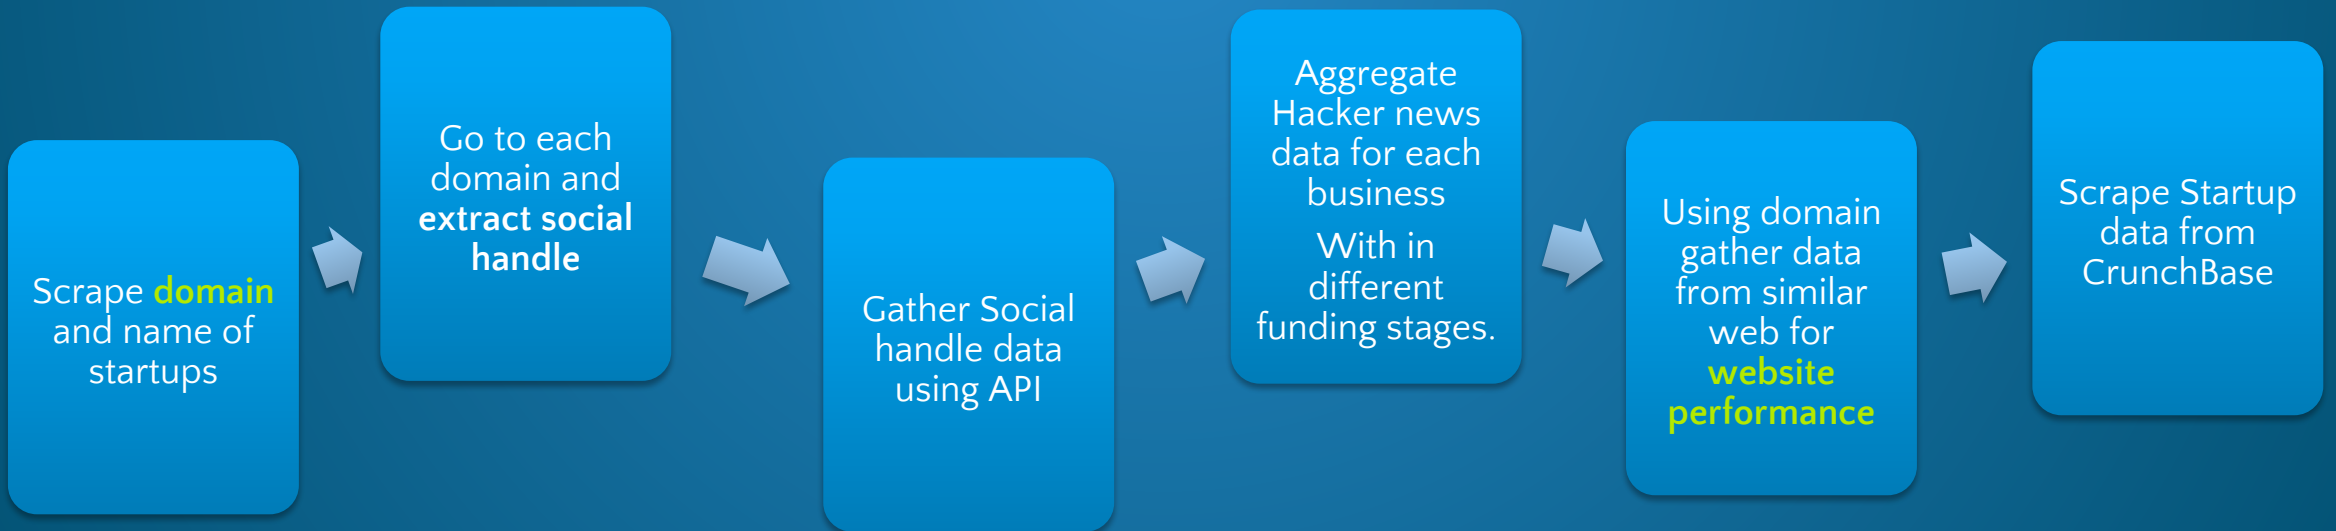 Scrape domain
and name of
startups
Go to each
domain and
extract social
handle
Gather Social
handle data
using API
Aggregate
Hacker news
data for each
business
With in
different
funding stages.
Using domain
gather data
from similar
web for
website
performance
Scrape Startup
data from
CrunchBase